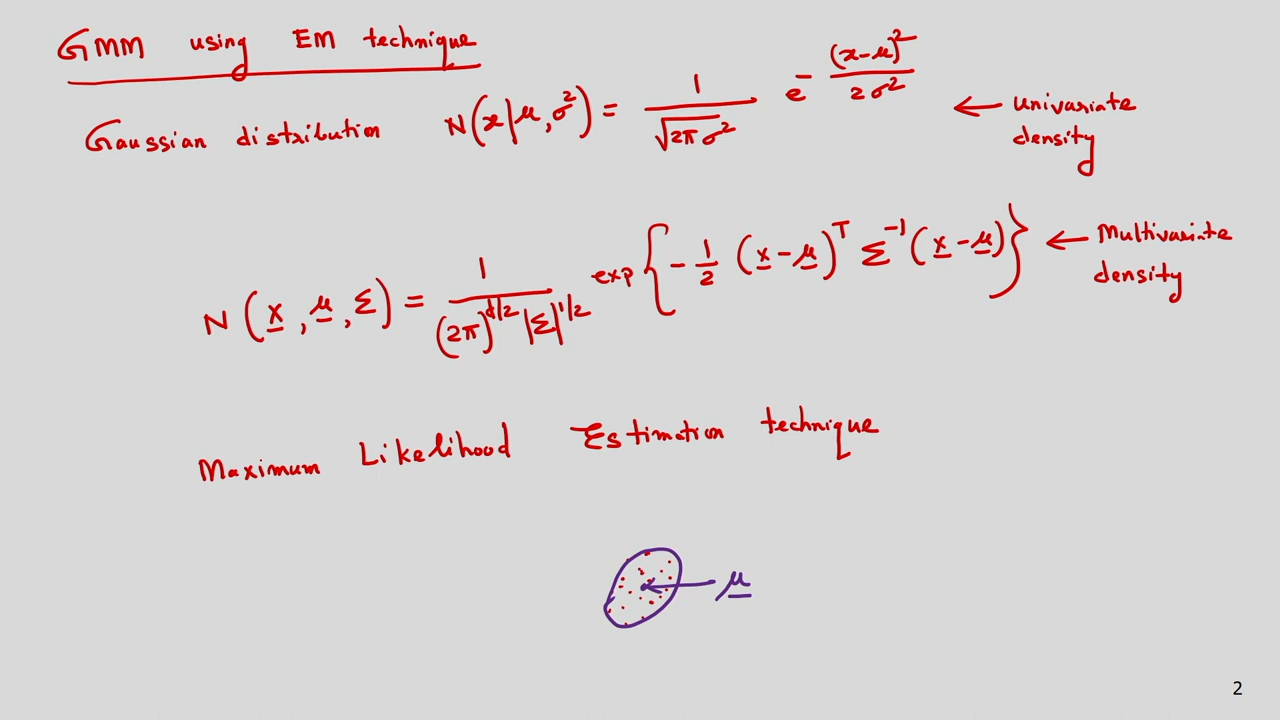 GMM using EM technique
Gaussian distribution N(x|μ,σ²) = 1/√2πσ² e^-(x-μ)²/2σ² ← univariate density
N(x̲, μ̲, Σ) = 1/(2π)^d/2 |Σ|^1/2 exp{-1/2 (x̲-μ̲)^T Σ^-1 (x̲-μ̲)} ← Multivariate density
Maximum Likelihood Estimation technique
μ̲
2